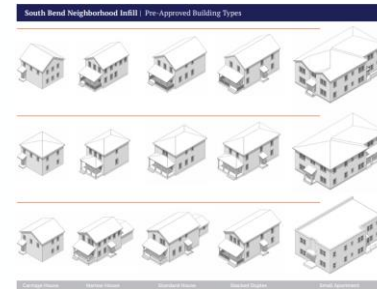 South Bend Neighborhood Infill | Pre-Approved Building Types
Carriage House
Narrow House
Standard House
Stacked Duplex
Small Apartment